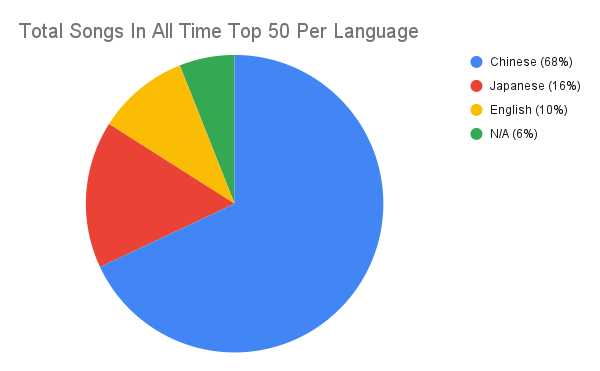 Total Songs In All Time Top 50 Per Language
Chinese (68%)
Japanese (16%)
English (10%)
N/A (6%)